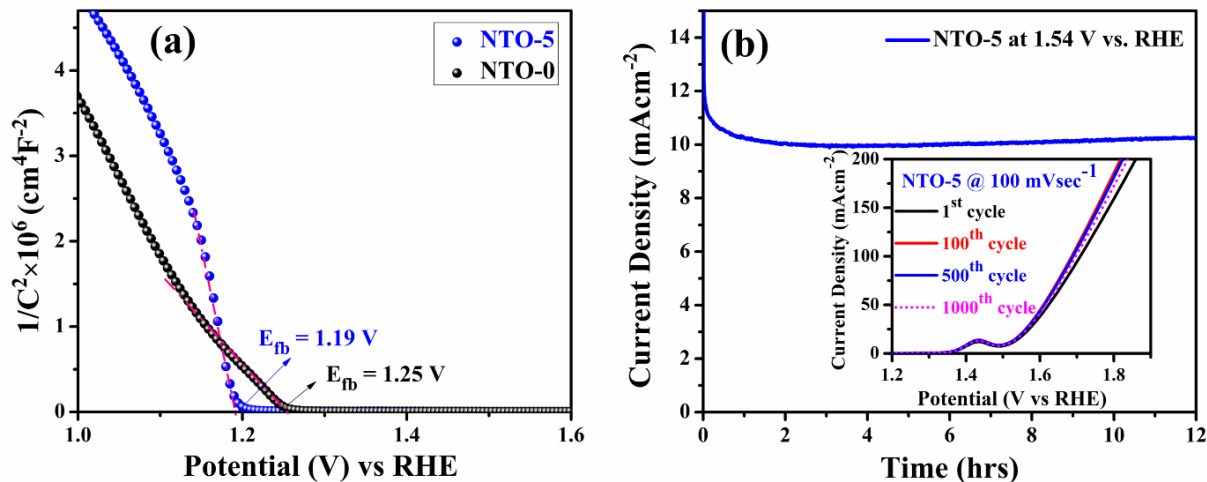 (a)
NTO-5
NTO-0
1/C²×10⁶ (cm⁴F⁻²)
4
3
2
1
0
E_fb = 1.19 V
E_fb = 1.25 V
1.0 1.2 1.4 1.6
Potential (V) vs RHE
(b)
NTO-5 at 1.54 V vs. RHE
Current Density (mAcm⁻²)
14
12
10
8
6
4
2
0
0 2 4 6 8 10 12
Time (hrs)
NTO-5 @ 100 mVsec⁻¹
1ˢᵗ cycle
100ᵗʰ cycle
500ᵗʰ cycle
1000ᵗʰ cycle
Current Density (mAcm⁻²)
200
150
100
50
0
1.2 1.4 1.6 1.8
Potential (V vs RHE)